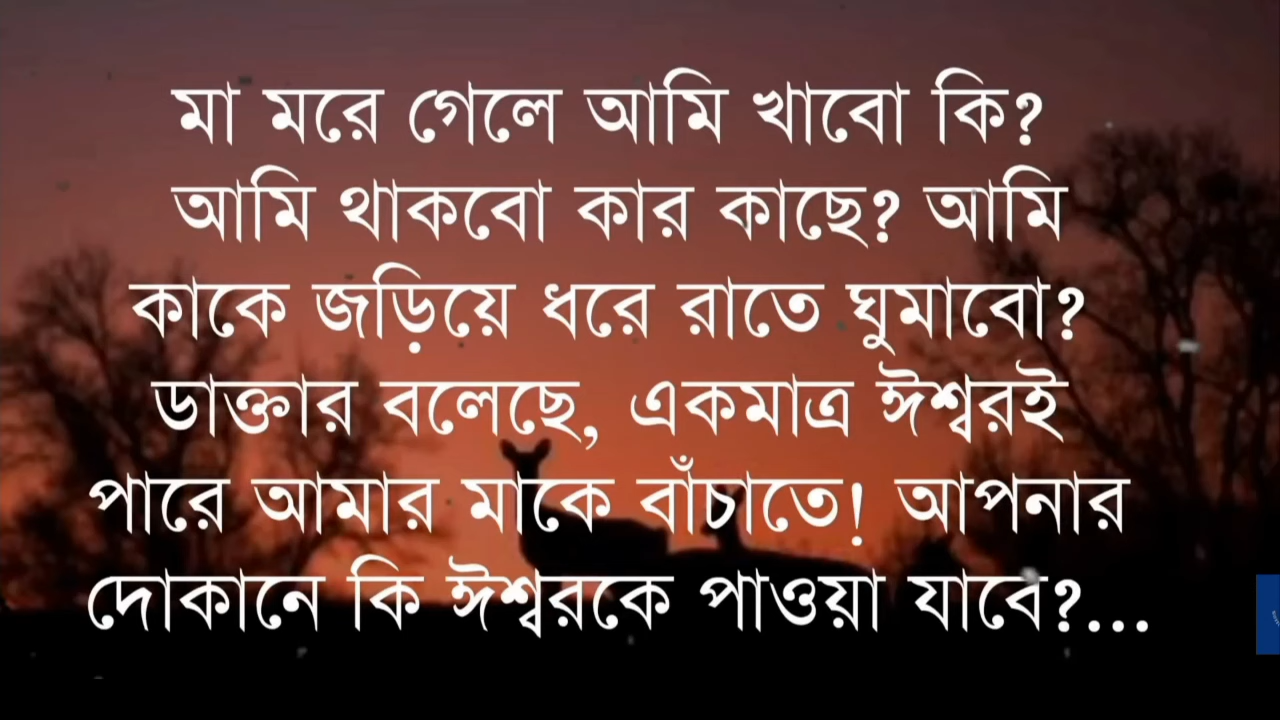 মা মরে গেলে আমি খাবো কি?
আমি থাকবো কার কাছে? আমি
কাকে জড়িয়ে ধরে রাতে ঘুমাবো?
ডাক্তার বলেছে, একমাত্র ঈশ্বরই
পারে আমার মাকে বাঁচাতে! আপনার
দোকানে কি ঈশ্বরকে পাওয়া যাবে?...